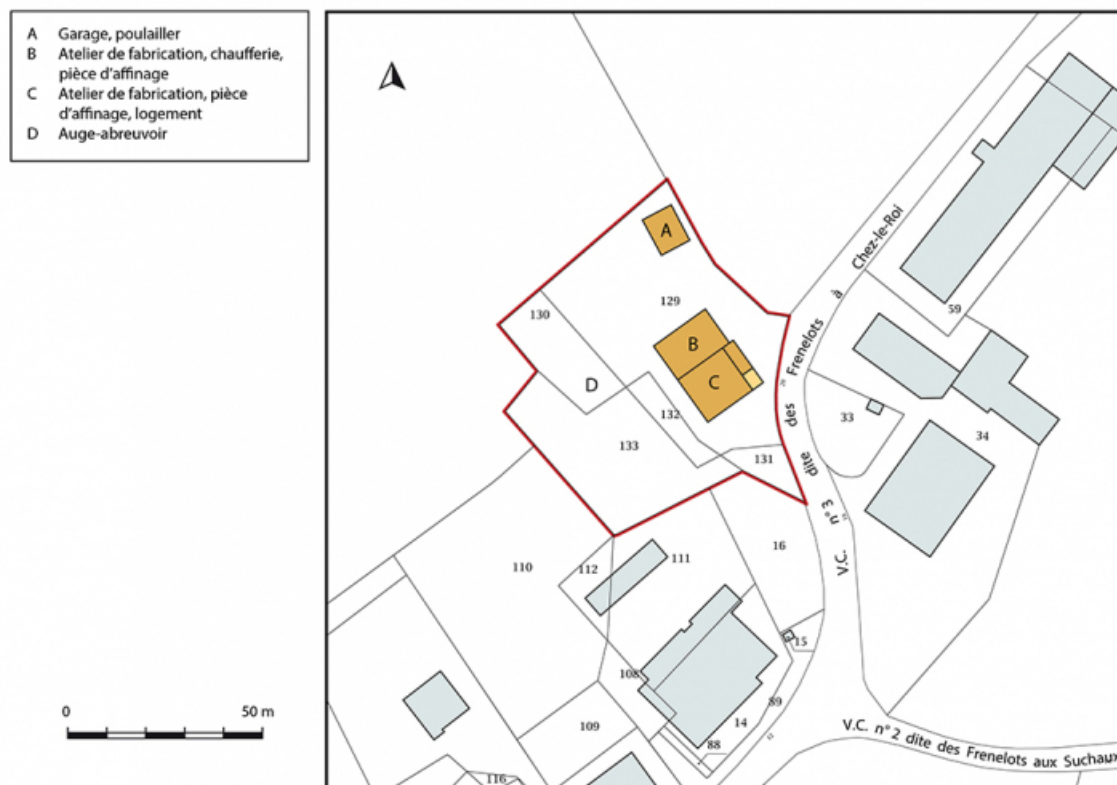 A Garage, poulailler
B Atelier de fabrication, chaufferie,
pièce d'affinage
C Atelier de fabrication, pièce
d'affinage, logement
D Auge-abreuvoir
0 50 m
A
129
130
B
C
D
132
133
131
V.C. n° 3 dite des Frenelots à Chez-le-Roi
59
33
34
16
110
112
111
15
108
109
89
14
88
116
V.C. n° 2 dite des Frenelots aux Suchaux